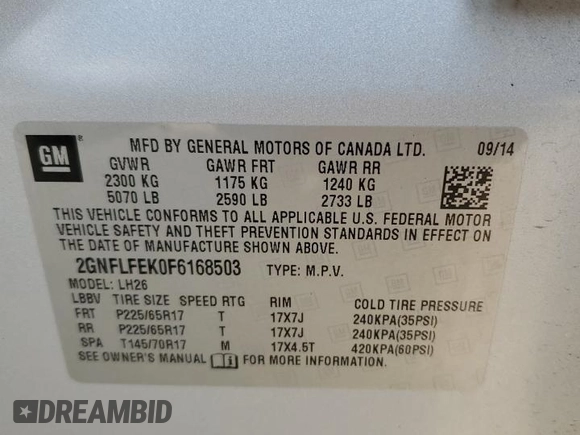 GM
MFD BY GENERAL MOTORS OF CANADA LTD. 09/14
GVWR GAWR FRT GAWR RR
2300 KG 1175 KG 1240 KG
5070 LB 2590 LB 2733 LB
THIS VEHICLE CONFORMS TO ALL APPLICABLE U.S. FEDERAL MOTOR
VEHICLE SAFETY AND THEFT PREVENTION STANDARDS IN EFFECT ON
THE DATE OF MANUFACTURE SHOWN ABOVE.
2GNFLFEK0F6168503 TYPE: M.P.V.
MODEL: LH26
LBBV TIRE SIZE SPEED RTG RIM COLD TIRE PRESSURE
FRT P225/65R17 T 17X7J 240KPA(35PSI)
RR P225/65R17 T 17X7J 240KPA(35PSI)
SPA T145/70R17 M 17X4.5T 420KPA(60PSI)
SEE OWNER'S MANUAL FOR MORE INFORMATION.
DREAMBID